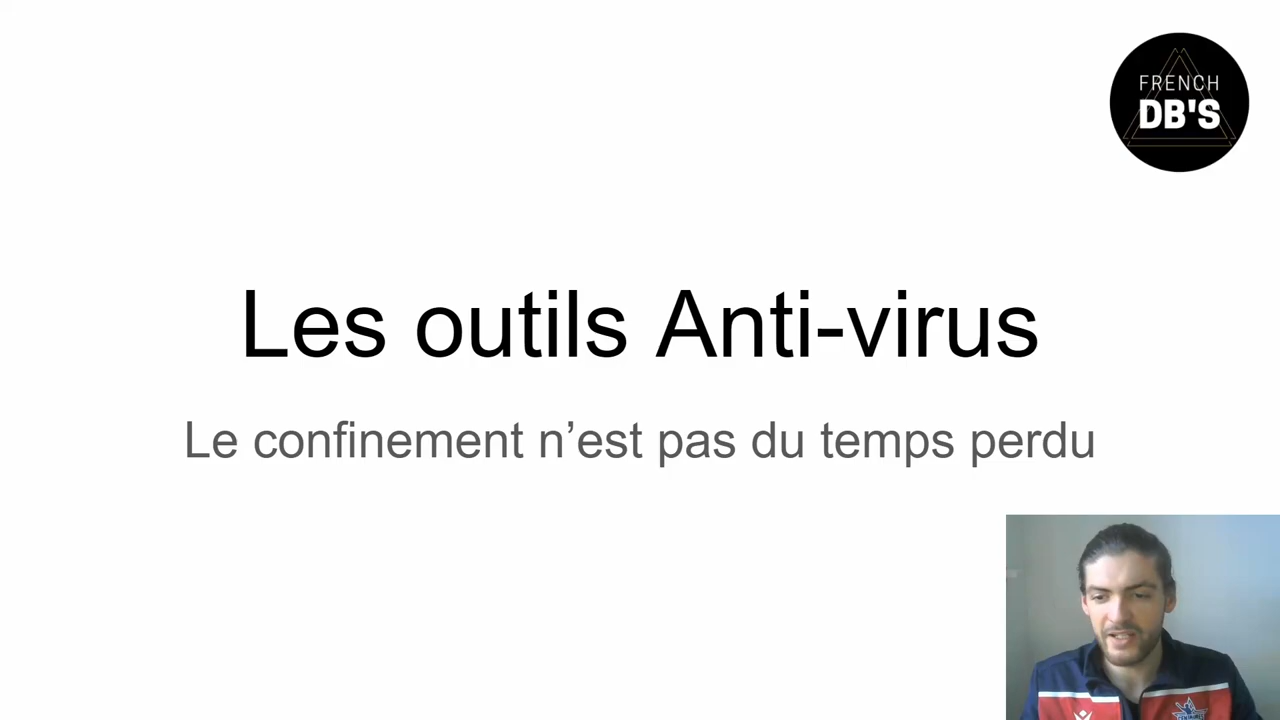 FRENCH
DB'S
Les outils Anti-virus
Le confinement n’est pas du temps perdu